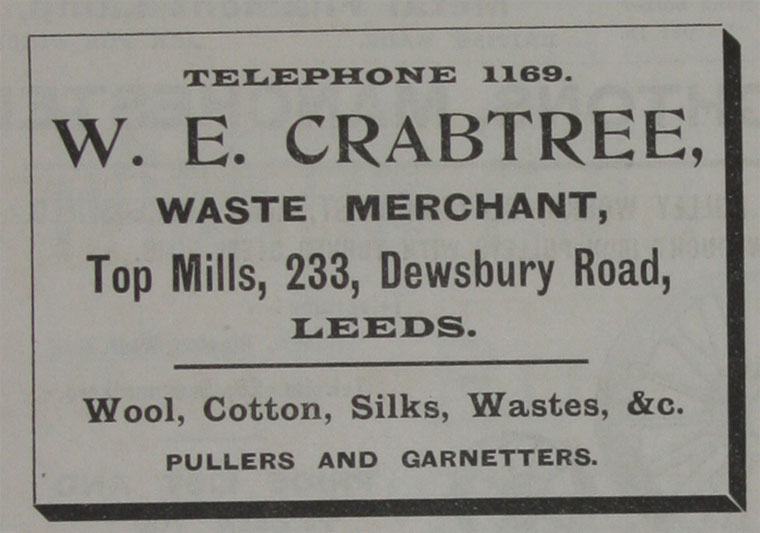 TELEPHONE 1169.
W. E. CRABTREE,
WASTE MERCHANT,
Top Mills, 233, Dewsbury Road,
LEEDS.
Wool, Cotton, Silks, Wastes, &c.
PULLERS AND GARNETTERS.